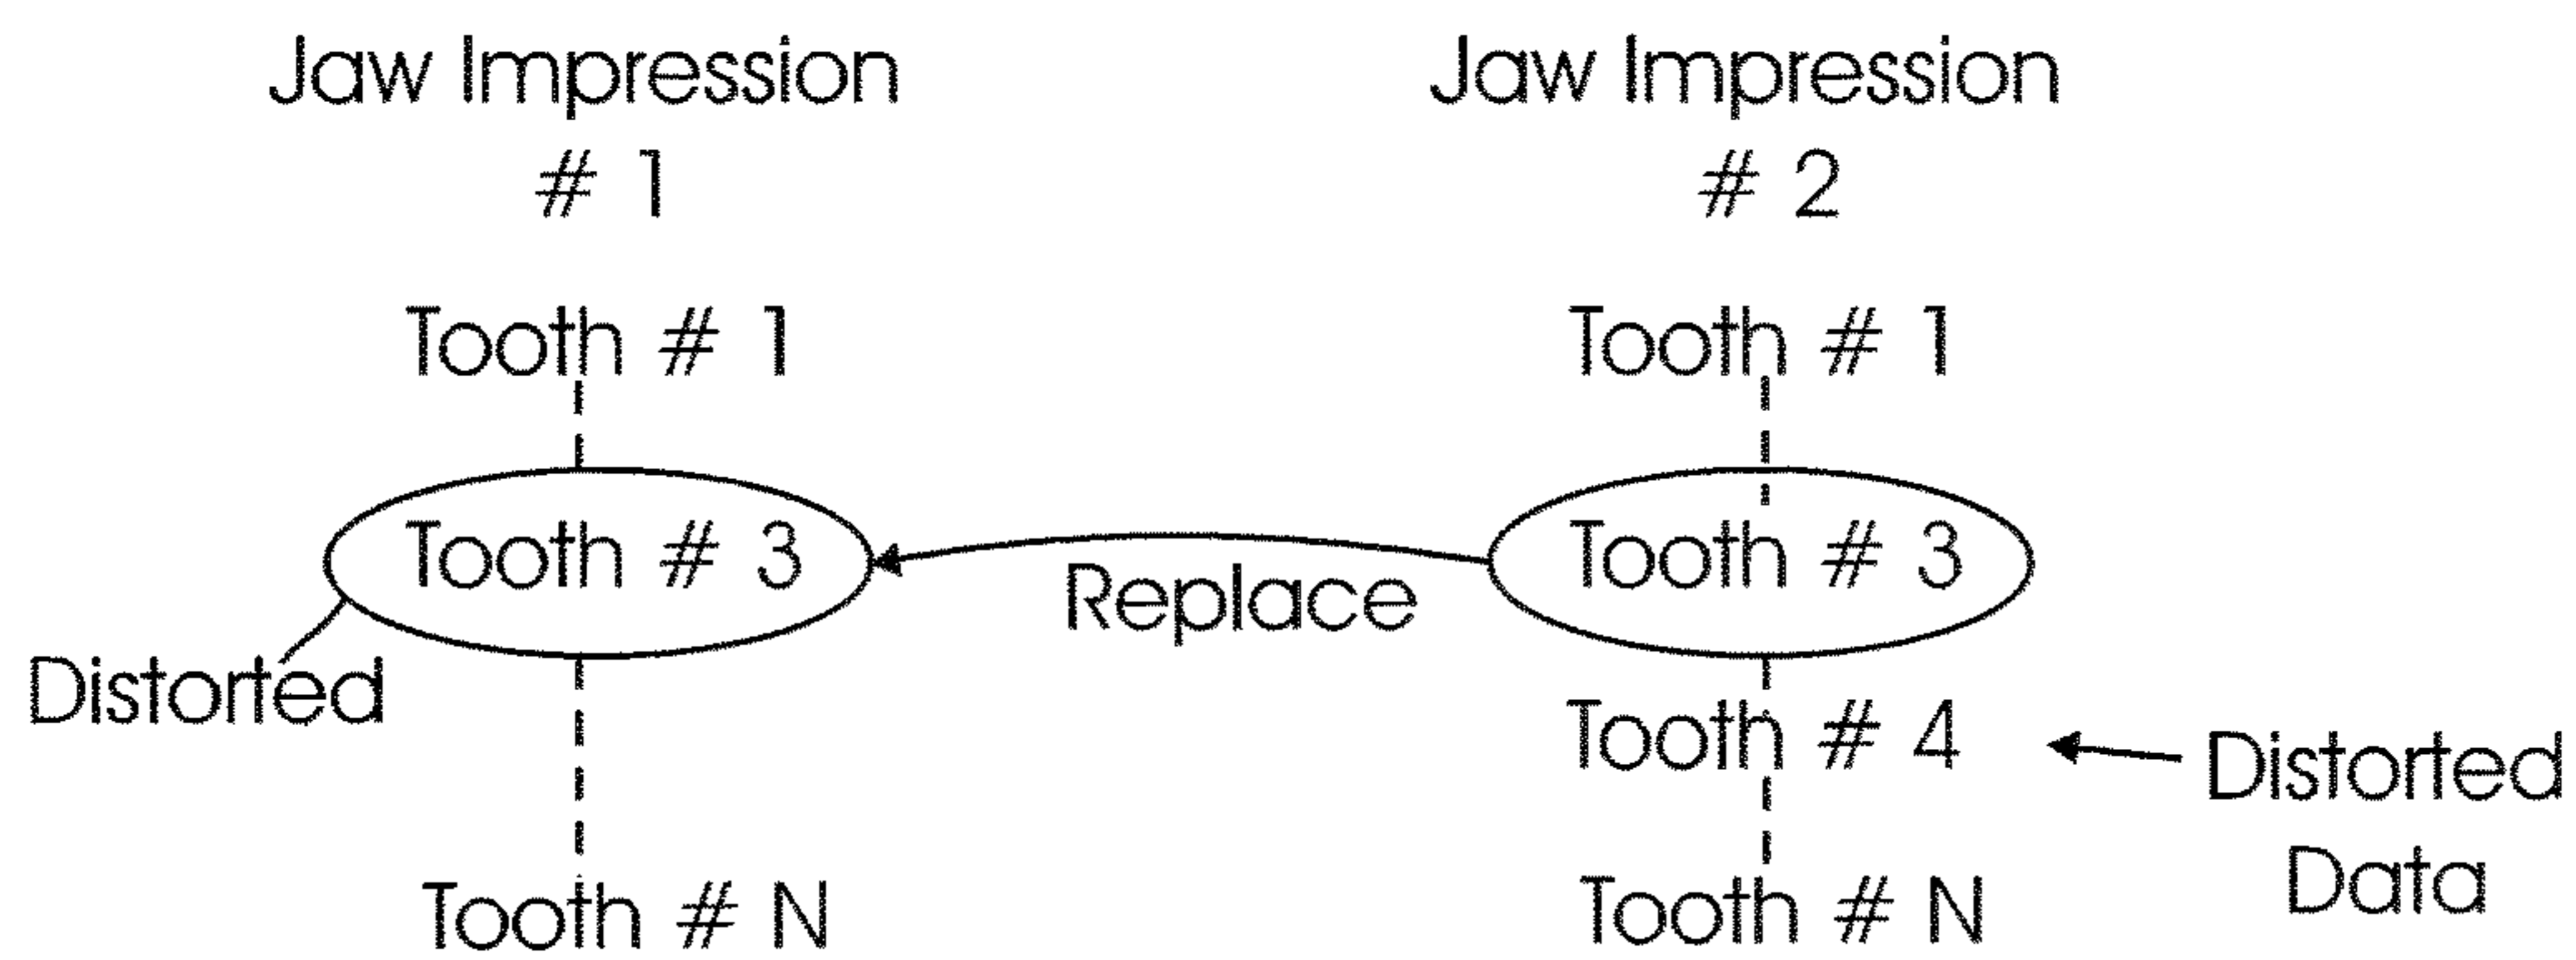 Jaw Impression
# 1
Tooth # 1
Tooth # 3
Distorted
Tooth # N
Replace
Jaw Impression
# 2
Tooth # 1
Tooth # 3
Tooth # 4
Tooth # N
Distorted
Data